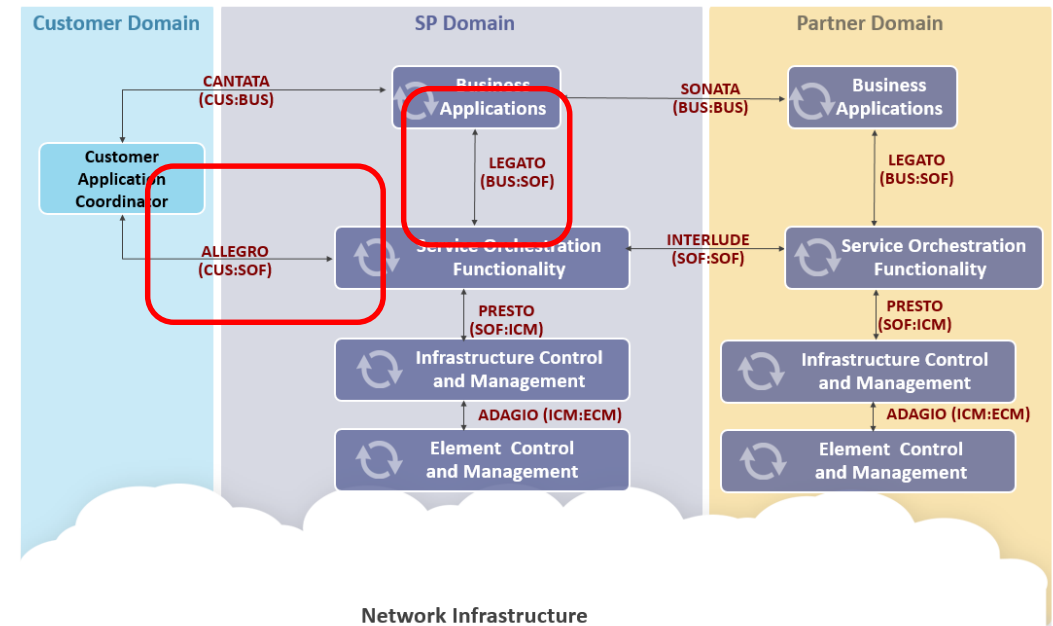 Customer Domain
SP Domain
Partner Domain
CANTATA
(CUS:BUS)
Business
Applications
SONATA
(BUS:BUS)
Business
Applications
Customer
Application
Coordinator
LEGATO
(BUS:SOF)
LEGATO
(BUS:SOF)
ALLEGRO
(CUS:SOF)
Service Orchestration
Functionality
INTERLUDE
(SOF:SOF)
Service Orchestration
Functionality
PRESTO
(SOF:ICM)
PRESTO
(SOF:ICM)
Infrastructure Control
and Management
Infrastructure Control
and Management
ADAGIO (ICM:ECM)
ADAGIO (ICM:ECM)
Element Control
and Management
Element Control
and Management
Network Infrastructure